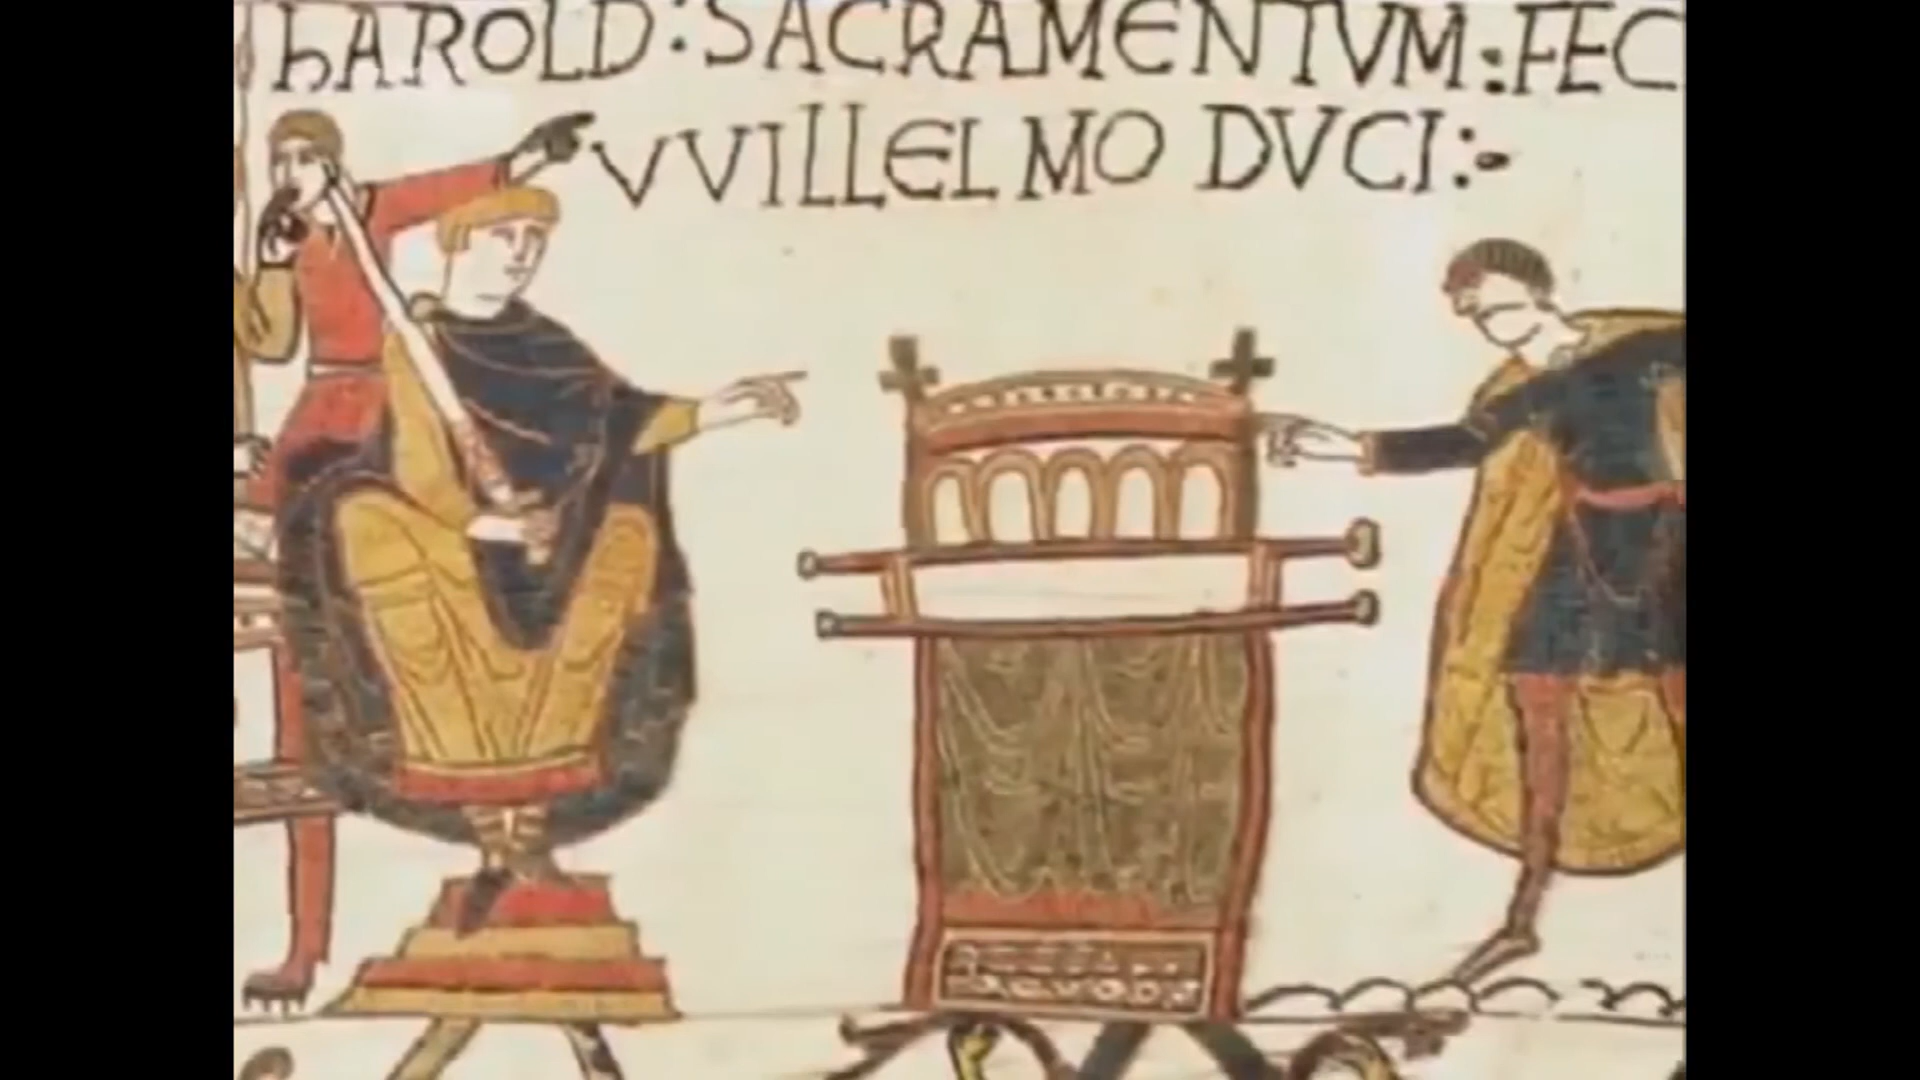 hAROLD : SACRAMENTVM : FEC
VVILLELMO DVCI :-